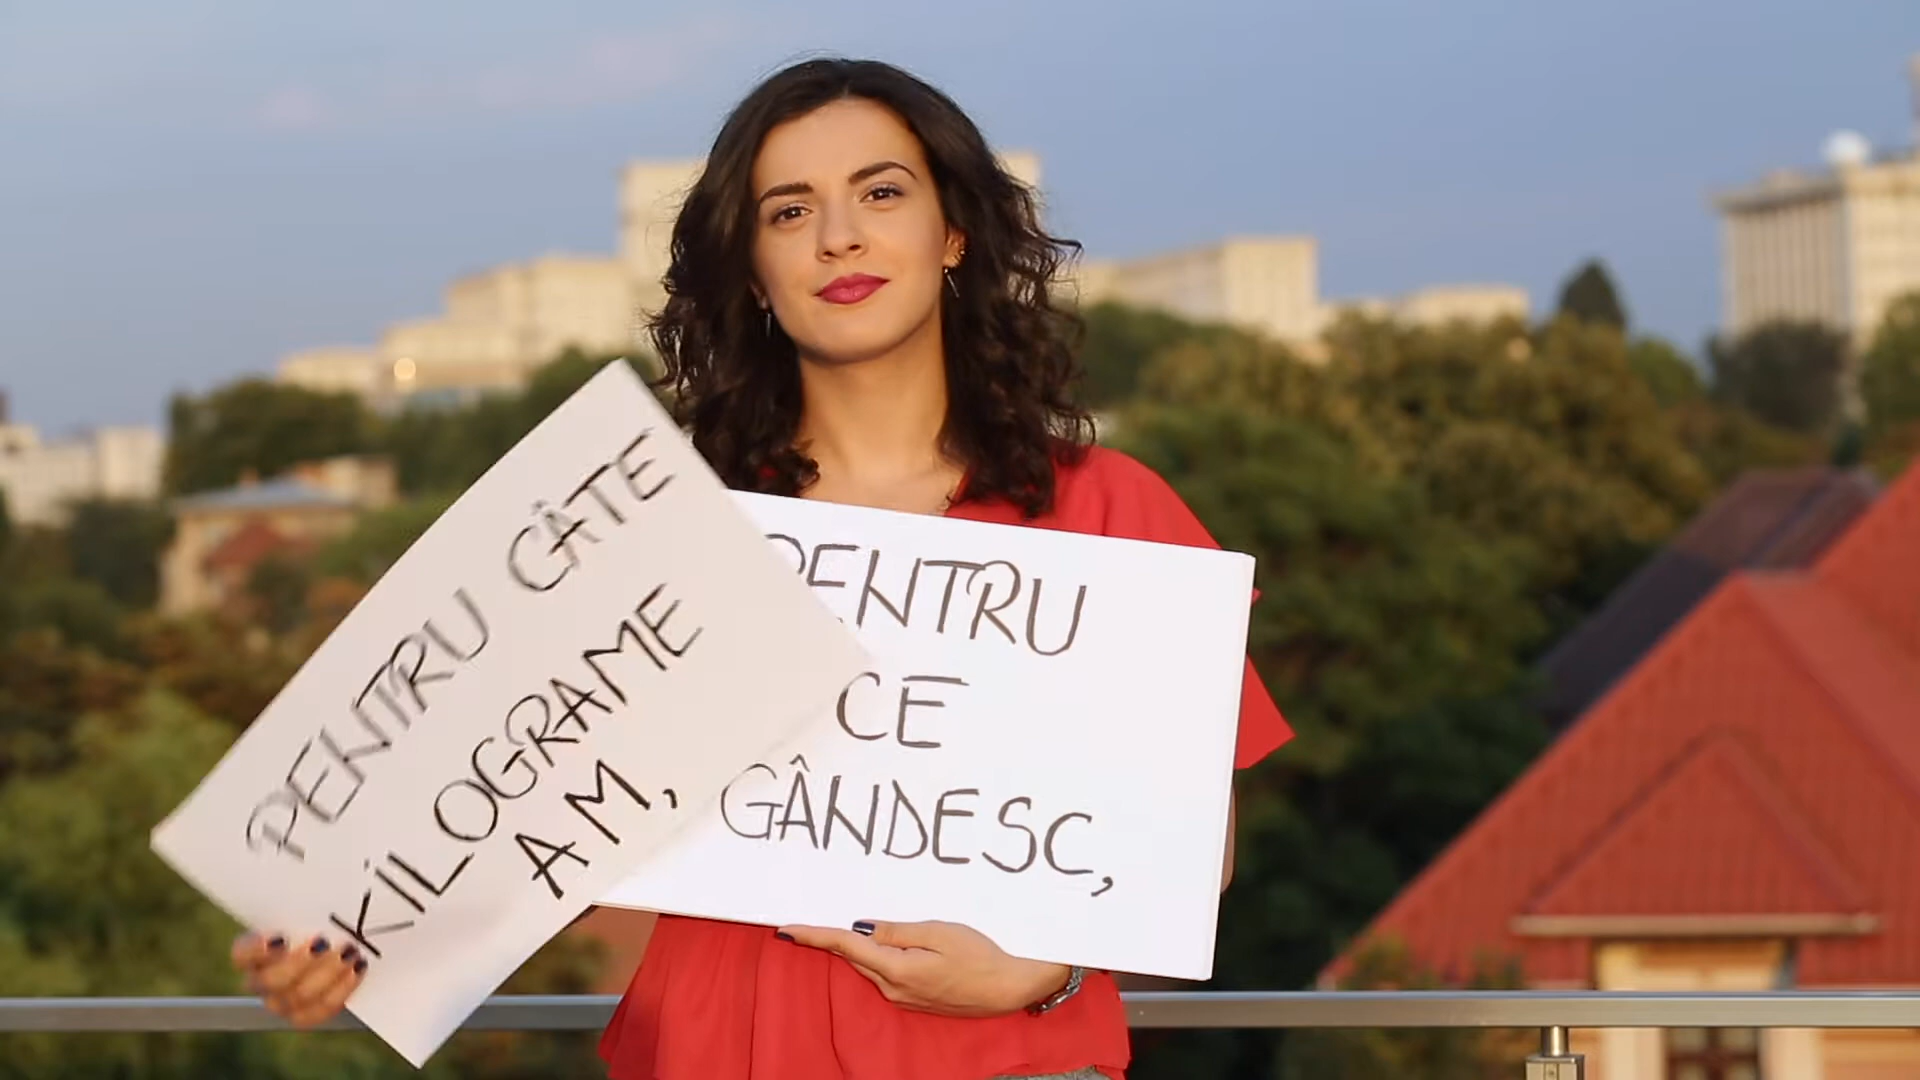 PENTRU CÂTE
KILOGRAME
AM,
PENTRU
CE
GÂNDESC,